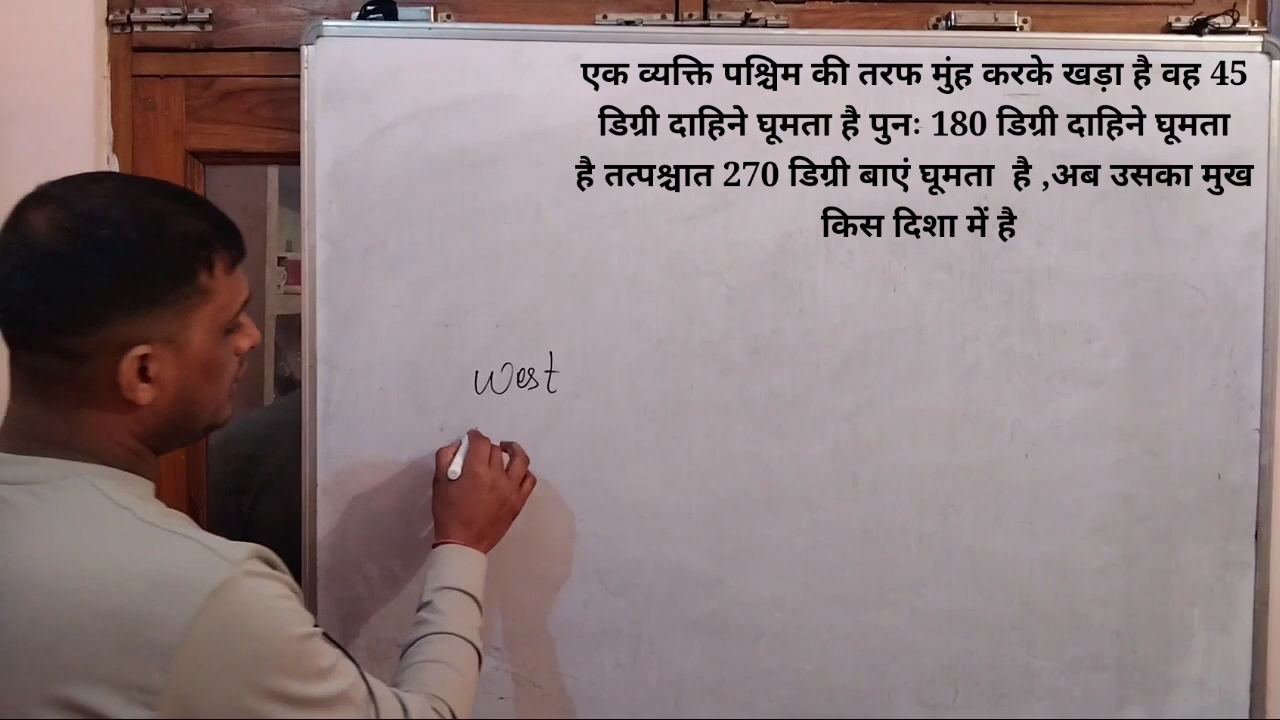 एक व्यक्ति पश्चिम की तरफ मुंह करके खड़ा है वह 45
डिग्री दाहिने घूमता है पुनः 180 डिग्री दाहिने घूमता
है तत्पश्चात 270 डिग्री बाएं घूमता है ,अब उसका मुख
किस दिशा में है
West